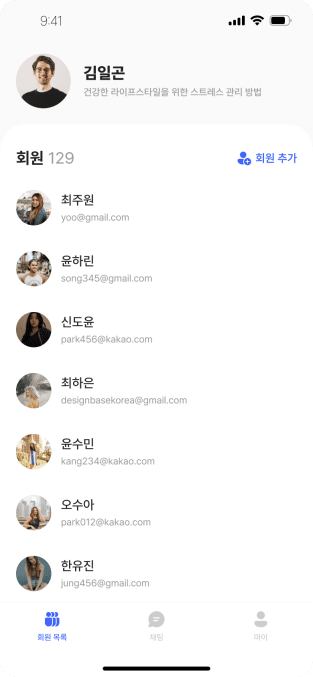 9:41
김일곤
건강한 라이프스타일을 위한 스트레스 관리 방법
회원 129
회원 추가
최주원
yoo@gmail.com
윤하린
song345@gmail.com
신도윤
park456@kakao.com
최하은
designbasekorea@gmail.com
윤수민
kang234@kakao.com
오수아
park012@kakao.com
한유진
jung456@gmail.com
회원 목록
채팅
마이